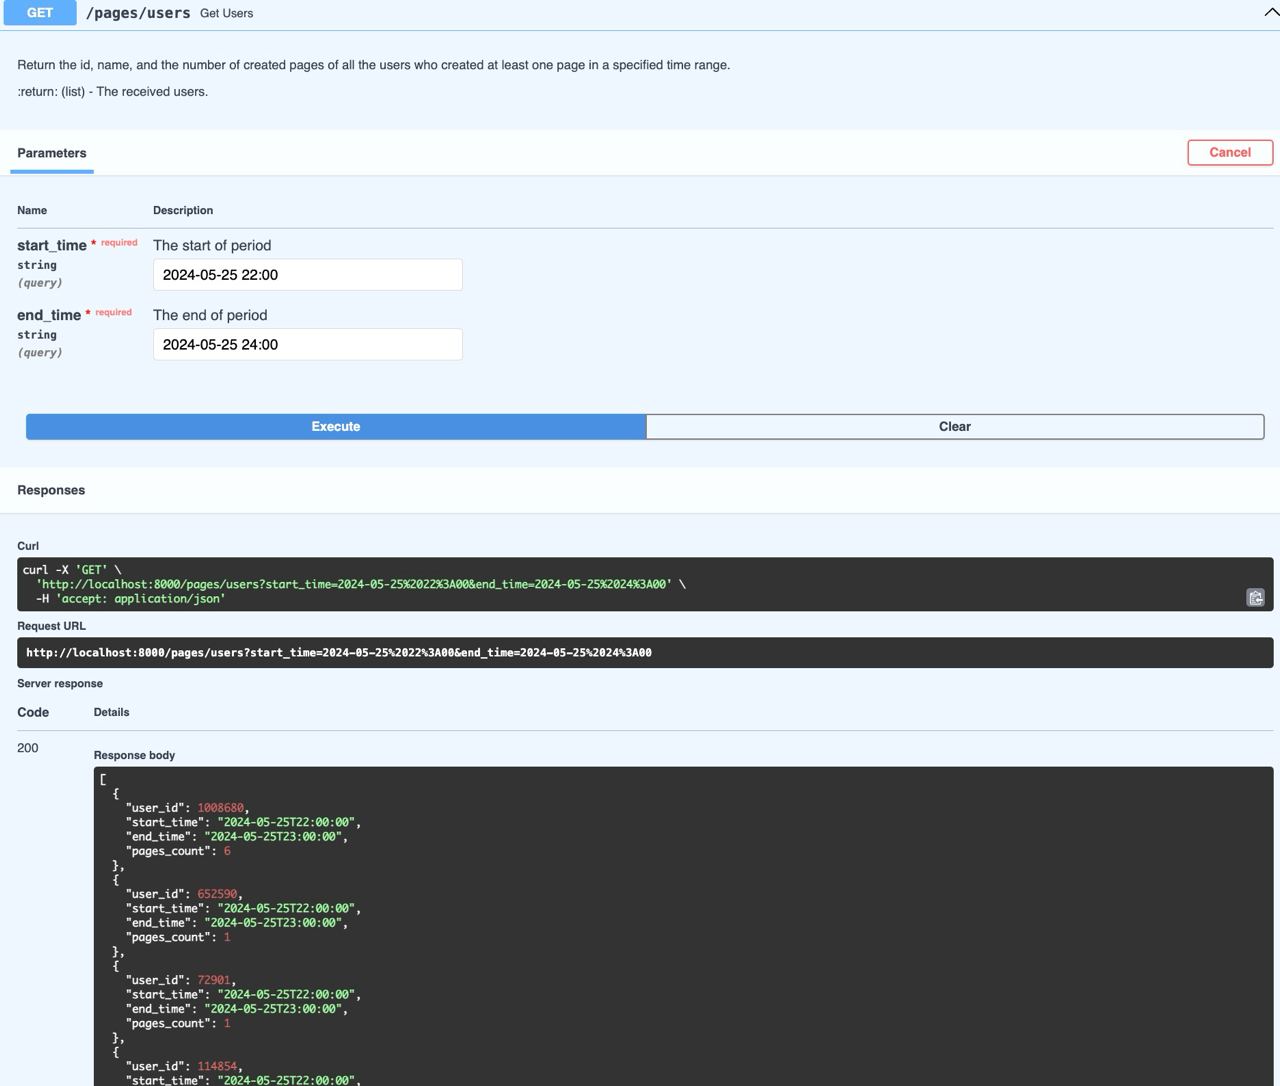 GET /pages/users Get Users
Return the id, name, and the number of created pages of all the users who created at least one page in a specified time range.
:return: (list) - The received users.
Parameters
Cancel
Name Description
start_time * required The start of period
string
(query)
2024-05-25 22:00
end_time * required The end of period
string
(query)
2024-05-25 24:00
Execute Clear
Responses
Curl
curl -X 'GET' \
'http://localhost:8000/pages/users?start_time=2024-05-25%2022%3A00&end_time=2024-05-25%2024%3A00' \
-H 'accept: application/json'
Request URL
http://localhost:8000/pages/users?start_time=2024-05-25%2022%3A00&end_time=2024-05-25%2024%3A00
Server response
Code Details
200
Response body
[
{
"user_id": 1008680,
"start_time": "2024-05-25T22:00:00",
"end_time": "2024-05-25T23:00:00",
"pages_count": 6
},
{
"user_id": 652590,
"start_time": "2024-05-25T22:00:00",
"end_time": "2024-05-25T23:00:00",
"pages_count": 1
},
{
"user_id": 72901,
"start_time": "2024-05-25T22:00:00",
"end_time": "2024-05-25T23:00:00",
"pages_count": 1
},
{
"user_id": 114854,
"start_time": "2024-05-25T22:00:00",